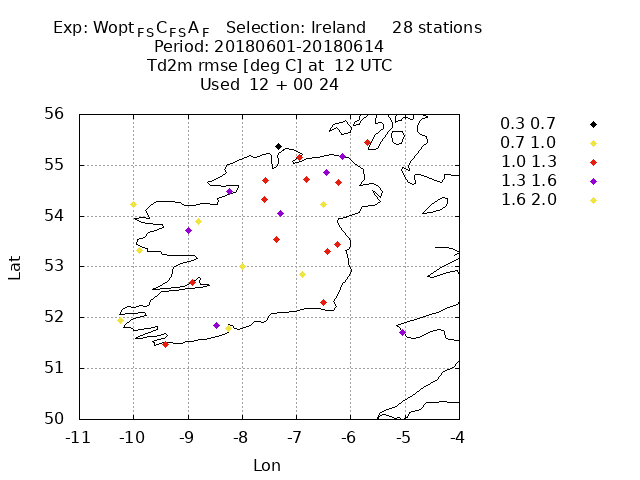 Exp: Wopt FS C FS A F Selection: Ireland 28 stations
Period: 20180601-20180614
Td2m rmse [deg C] at 12 UTC
Used 12 + 00 24
0.3 0.7
0.7 1.0
1.0 1.3
1.3 1.6
1.6 2.0
56
55
54
53
52
51
50
Lat
-11 -10 -9 -8 -7 -6 -5 -4
Lon